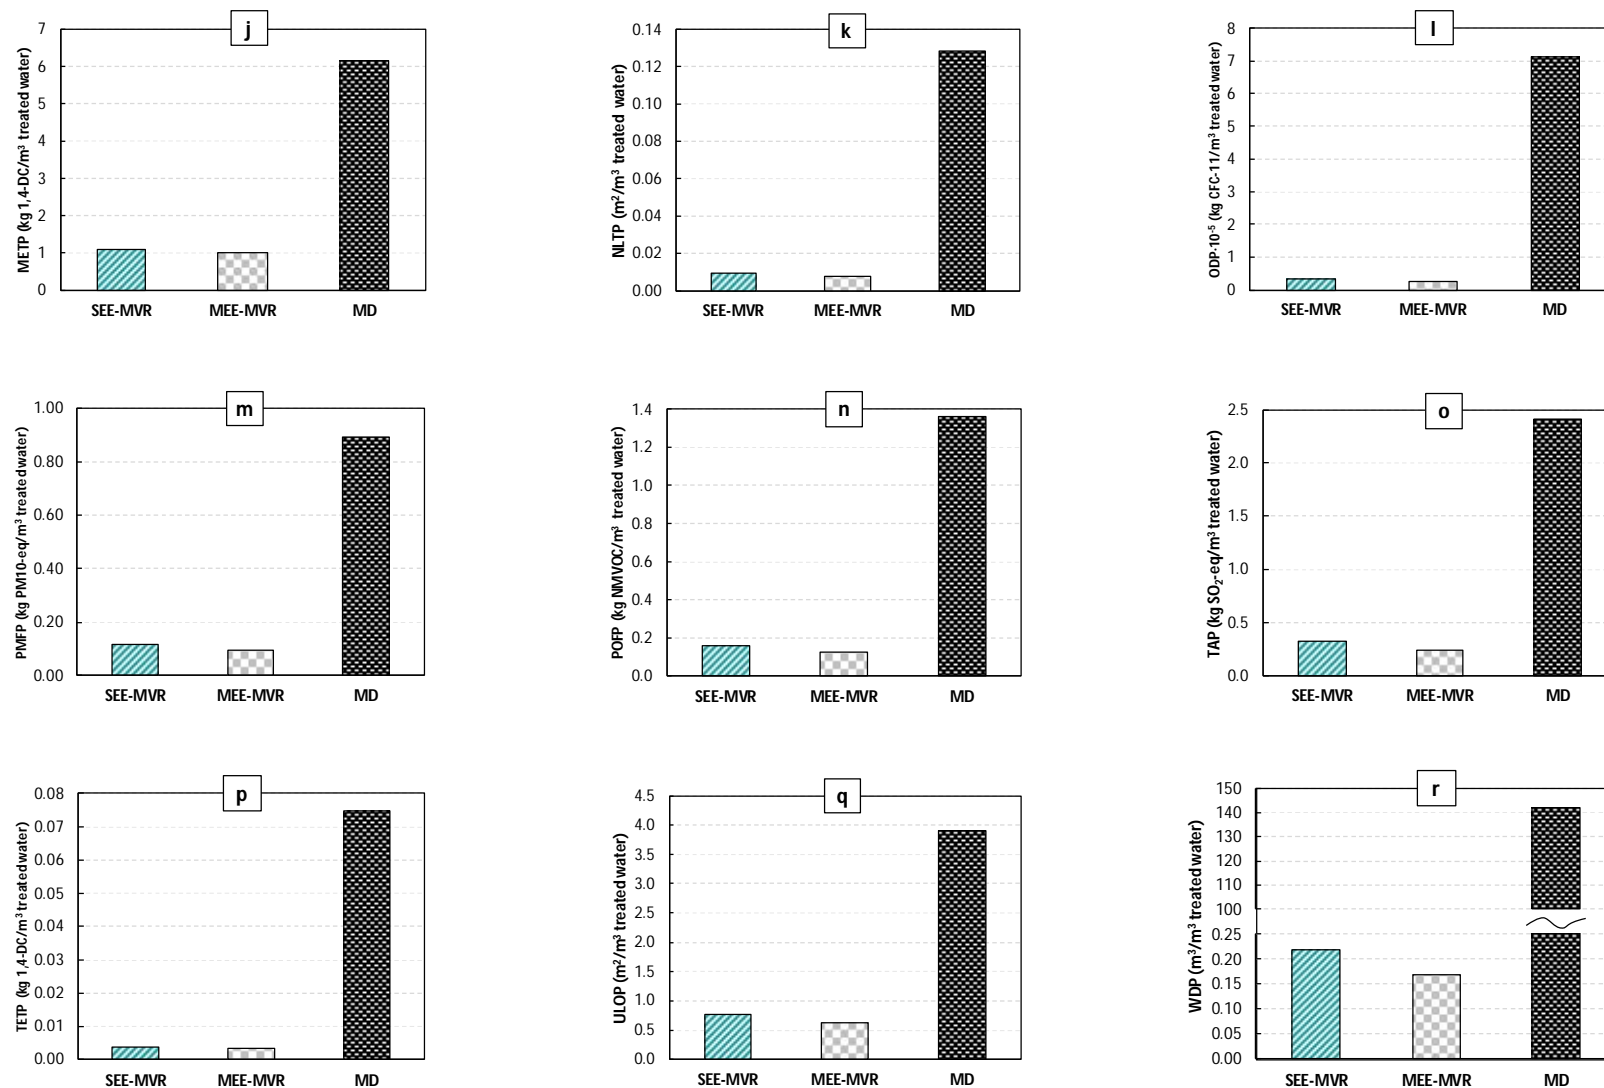 j
METP (kg 1,4-DC/m³ treated water)
7
6
5
4
3
2
1
0
SEE-MVR MEE-MVR MD
k
NLTP (m²/m³ treated water)
0.14
0.12
0.10
0.08
0.06
0.04
0.02
0.00
SEE-MVR MEE-MVR MD
l
ODP·10⁻⁵ (kg CFC-11/m³ treated water)
8
7
6
5
4
3
2
1
0
SEE-MVR MEE-MVR MD
m
PMFP (kg PM10-eq/m³ treated water)
1.00
0.80
0.60
0.40
0.20
0.00
SEE-MVR MEE-MVR MD
n
POFP (kg NMVOC/m³ treated water)
1.4
1.2
1.0
0.8
0.6
0.4
0.2
0.0
SEE-MVR MEE-MVR MD
o
TAP (kg SO₂-eq/m³ treated water)
2.5
2.0
1.5
1.0
0.5
0.0
SEE-MVR MEE-MVR MD
p
TETP (kg 1,4-DC/m³ treated water)
0.08
0.07
0.06
0.05
0.04
0.03
0.02
0.01
0.00
SEE-MVR MEE-MVR MD
q
ULOP (m²/m³ treated water)
4.5
4.0
3.5
3.0
2.5
2.0
1.5
1.0
0.5
0.0
SEE-MVR MEE-MVR MD
r
WDP (m³/m³ treated water)
150
140
130
120
110
100
0.25
0.20
0.15
0.10
0.05
0.00
SEE-MVR MEE-MVR MD